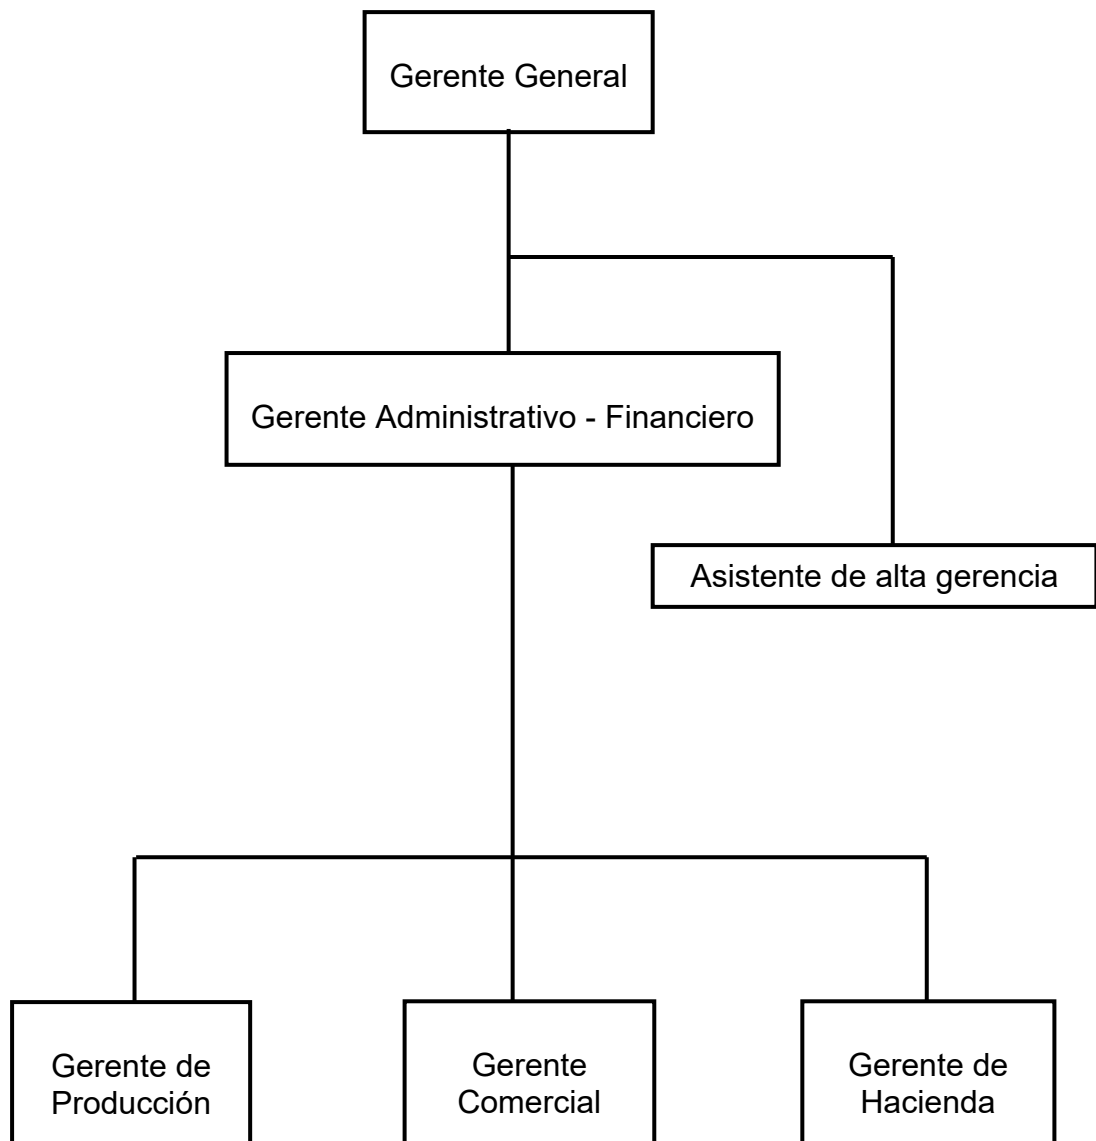 Gerente General
Gerente Administrativo - Financiero
Asistente de alta gerencia
Gerente de
Producción
Gerente
Comercial
Gerente de
Hacienda